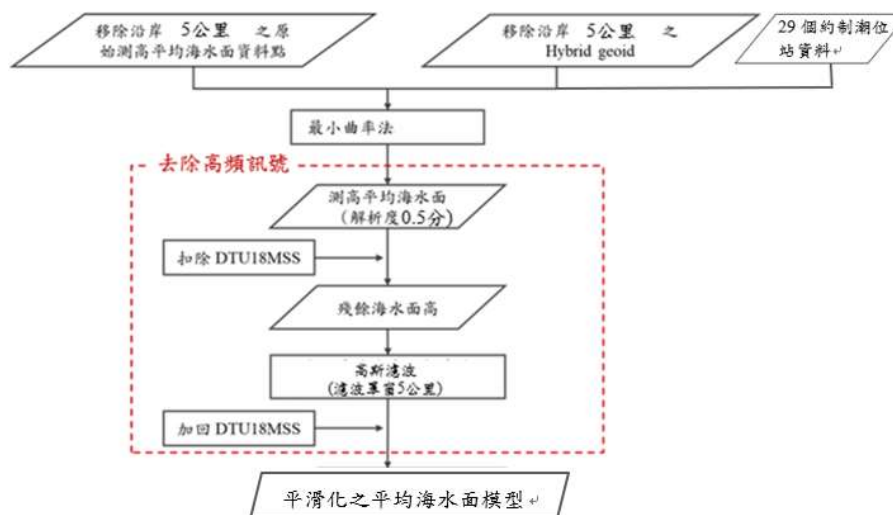 移除沿岸 5公里 之原
始測高平均海水面資料點
移除沿岸 5公里 之
Hybrid geoid
29 個約制潮位
站資料
最小曲率法
去除高頻訊號
測高平均海水面
(解析度0.5分)
扣除 DTU18MSS
殘餘海水面高
高斯濾波
(濾波罩窗5公里)
加回 DTU18MSS
平滑化之平均海水面模型